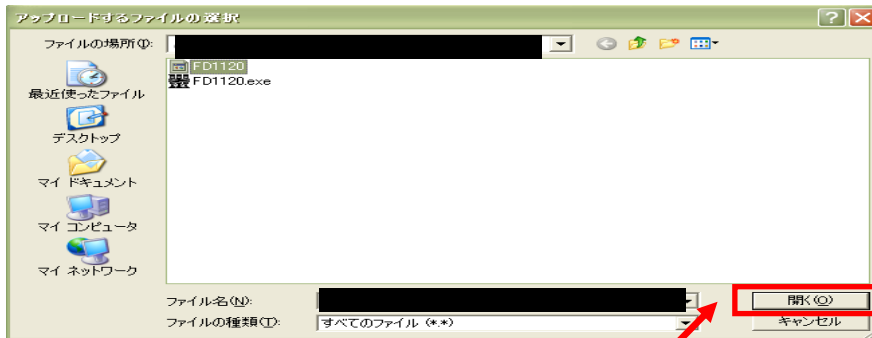 アップロードするファイルの選択
ファイルの場所(I):
FD1120
FD1120.exe
最近使ったファイル
デスクトップ
マイ ドキュメント
マイ コンピュータ
マイ ネットワーク
ファイル名(N):
開く(O)
ファイルの種類(T):
すべてのファイル (*.*)
キャンセル